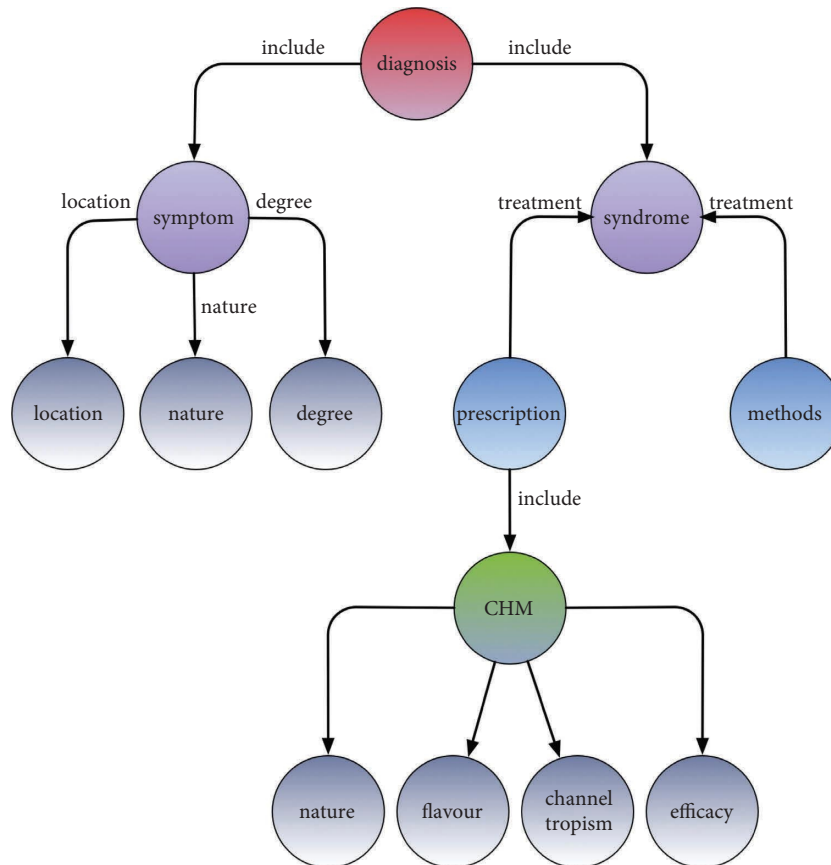 include
include
diagnosis
location
degree
symptom
treatment
treatment
syndrome
nature
location
nature
degree
prescription
methods
include
CHM
nature
flavour
channel
tropism
efficacy